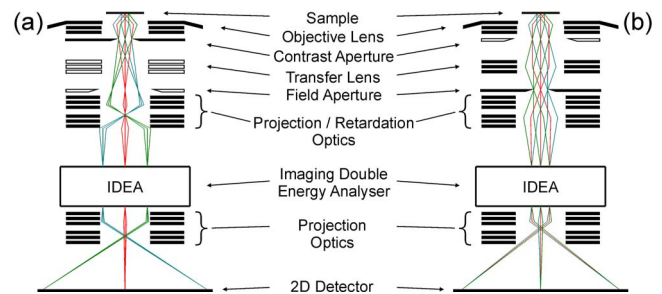 (a)
(b)
Sample
Objective Lens
Contrast Aperture
Transfer Lens
Field Aperture
Projection / Retardation
Optics
IDEA
Imaging Double
Energy Analyser
IDEA
Projection
Optics
2D Detector